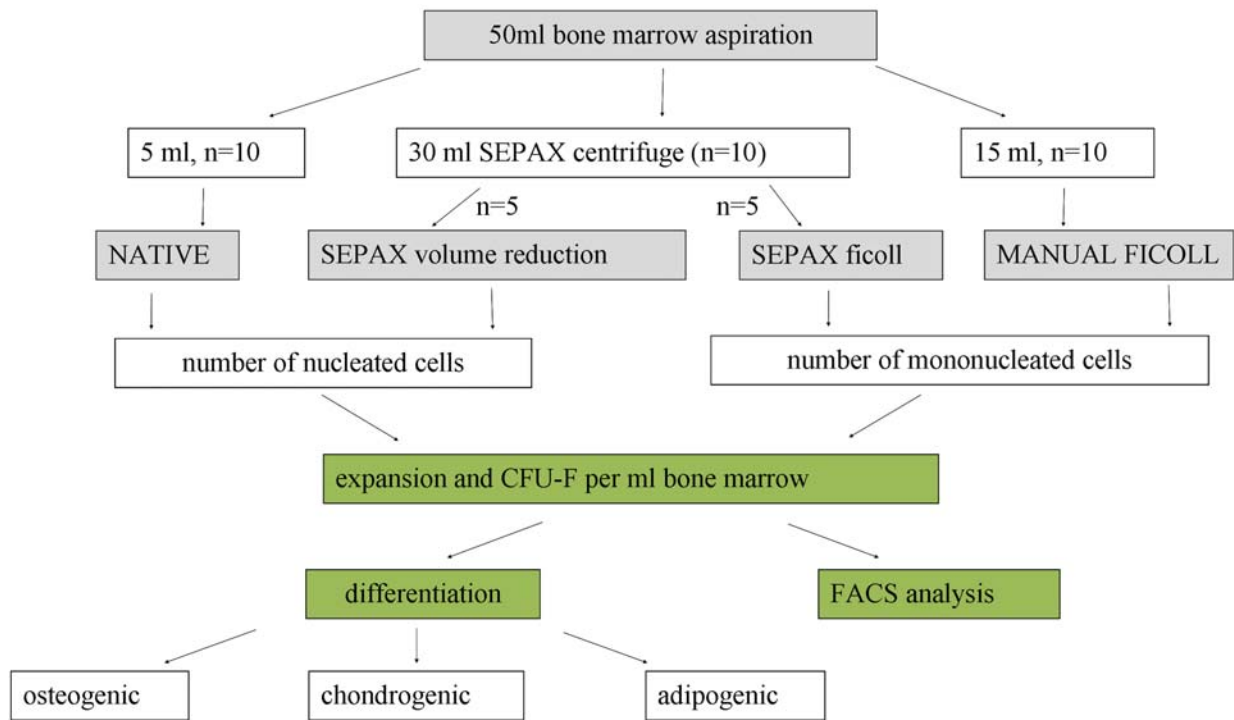 50ml bone marrow aspiration
5 ml, n=10
30 ml SEPAX centrifuge (n=10)
15 ml, n=10
n=5
n=5
NATIVE
SEPAX volume reduction
SEPAX ficoll
MANUAL FICOLL
number of nucleated cells
number of mononucleated cells
expansion and CFU-F per ml bone marrow
differentiation
FACS analysis
osteogenic
chondrogenic
adipogenic